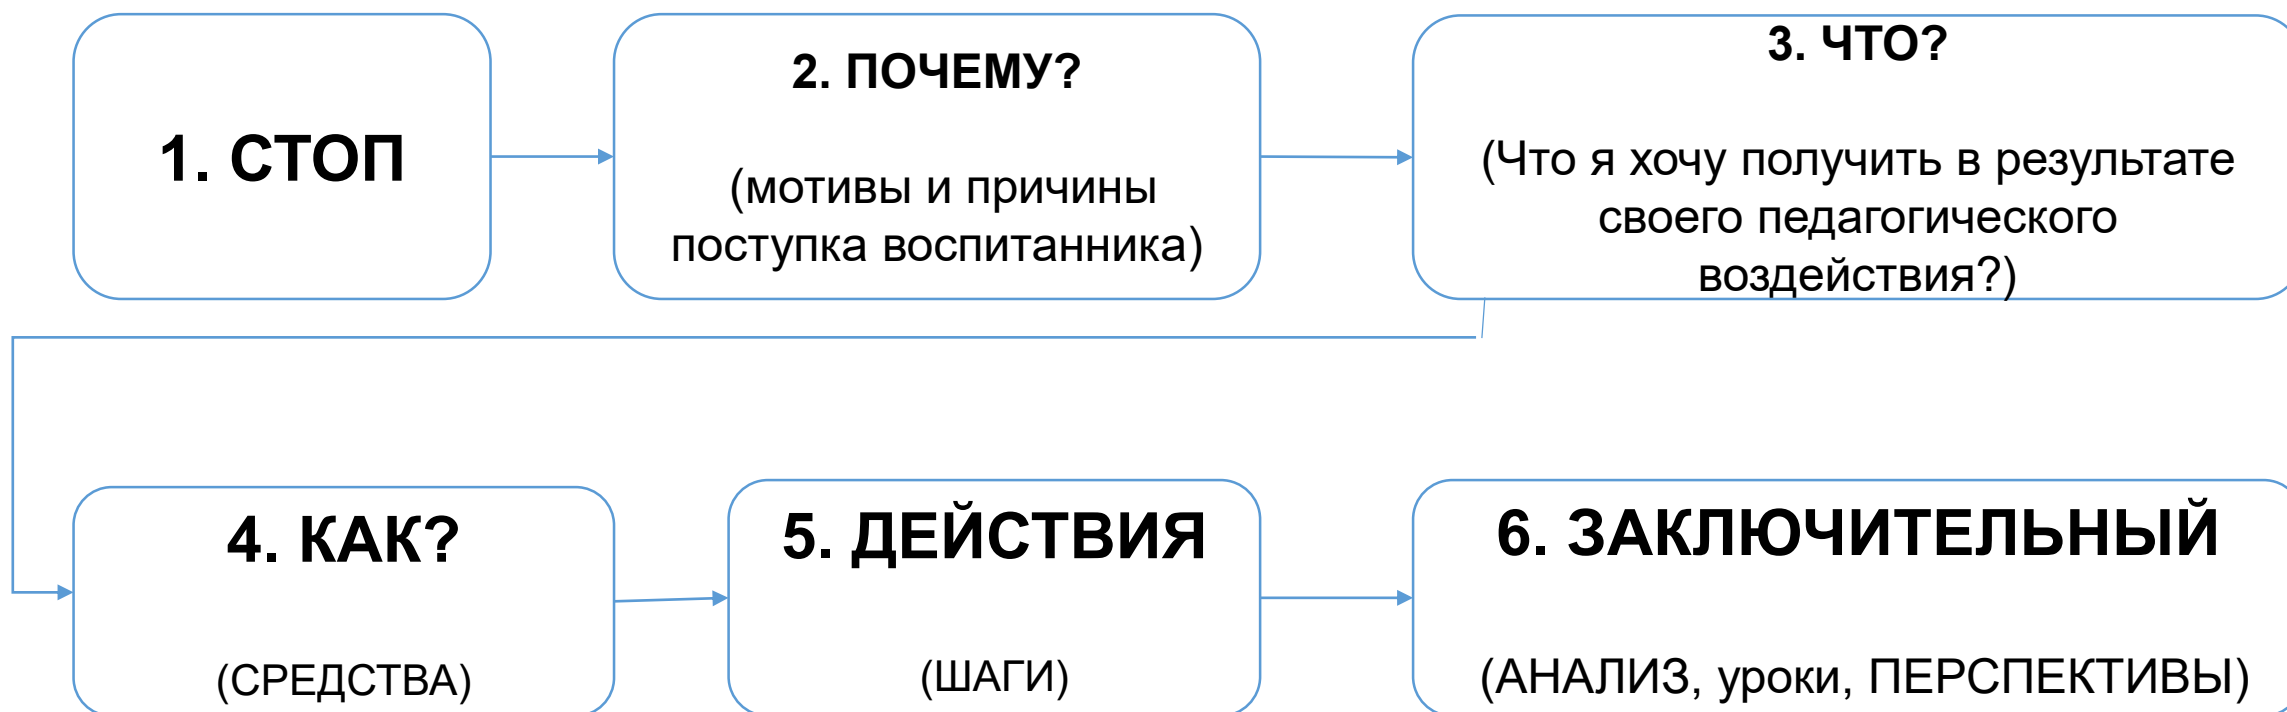 1. СТОП
2. ПОЧЕМУ?
(мотивы и причины
поступка воспитанника)
3. ЧТО?
(Что я хочу получить в результате
своего педагогического
воздействия?)
4. КАК?
(СРЕДСТВА)
5. ДЕЙСТВИЯ
(ШАГИ)
6. ЗАКЛЮЧИТЕЛЬНЫЙ
(АНАЛИЗ, уроки, ПЕРСПЕКТИВЫ)